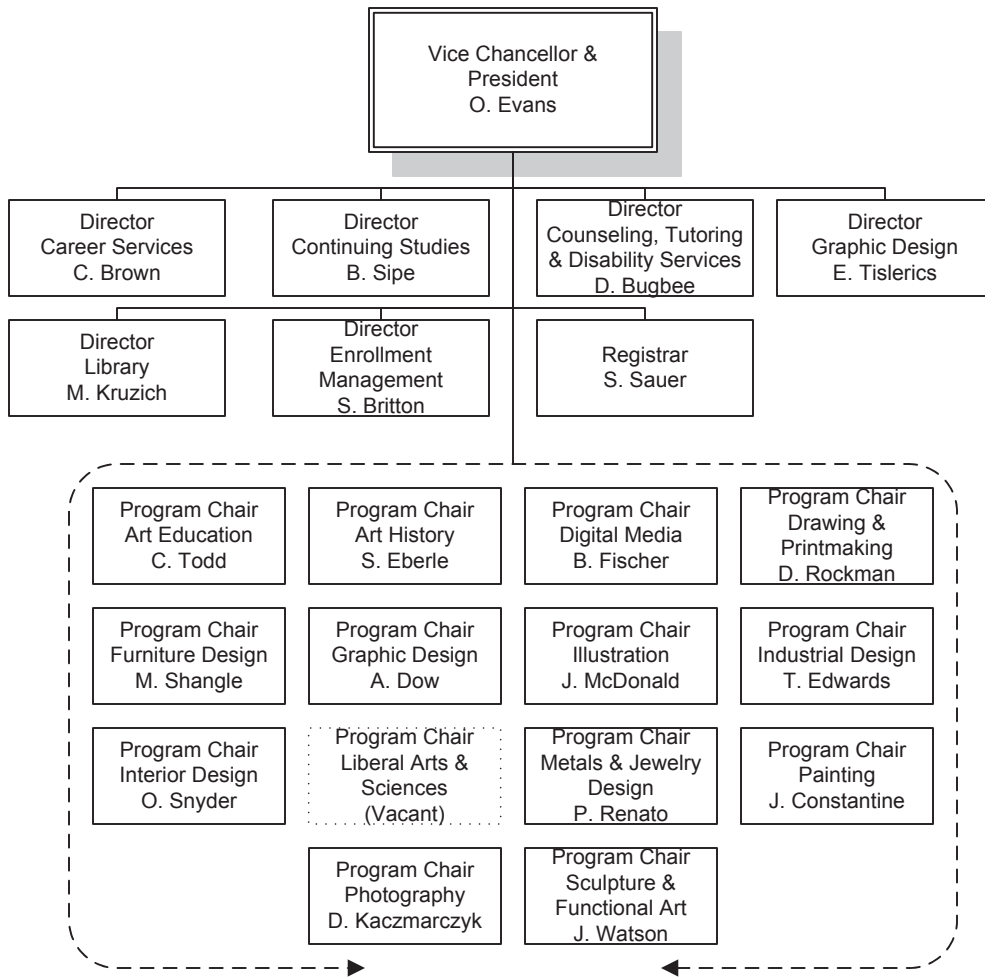 Vice Chancellor &
President
O. Evans
Director
Career Services
C. Brown
Director
Continuing Studies
B. Sipe
Director
Counseling, Tutoring
& Disability Services
D. Bugbee
Director
Graphic Design
E. Tislerics
Director
Library
M. Kruzich
Director
Enrollment
Management
S. Britton
Registrar
S. Sauer
Program Chair
Art Education
C. Todd
Program Chair
Art History
S. Eberle
Program Chair
Digital Media
B. Fischer
Program Chair
Drawing &
Printmaking
D. Rockman
Program Chair
Furniture Design
M. Shangle
Program Chair
Graphic Design
A. Dow
Program Chair
Illustration
J. McDonald
Program Chair
Industrial Design
T. Edwards
Program Chair
Interior Design
O. Snyder
Program Chair
Liberal Arts &
Sciences
(Vacant)
Program Chair
Metals & Jewelry
Design
P. Renato
Program Chair
Painting
J. Constantine
Program Chair
Photography
D. Kaczmarczyk
Program Chair
Sculpture &
Functional Art
J. Watson